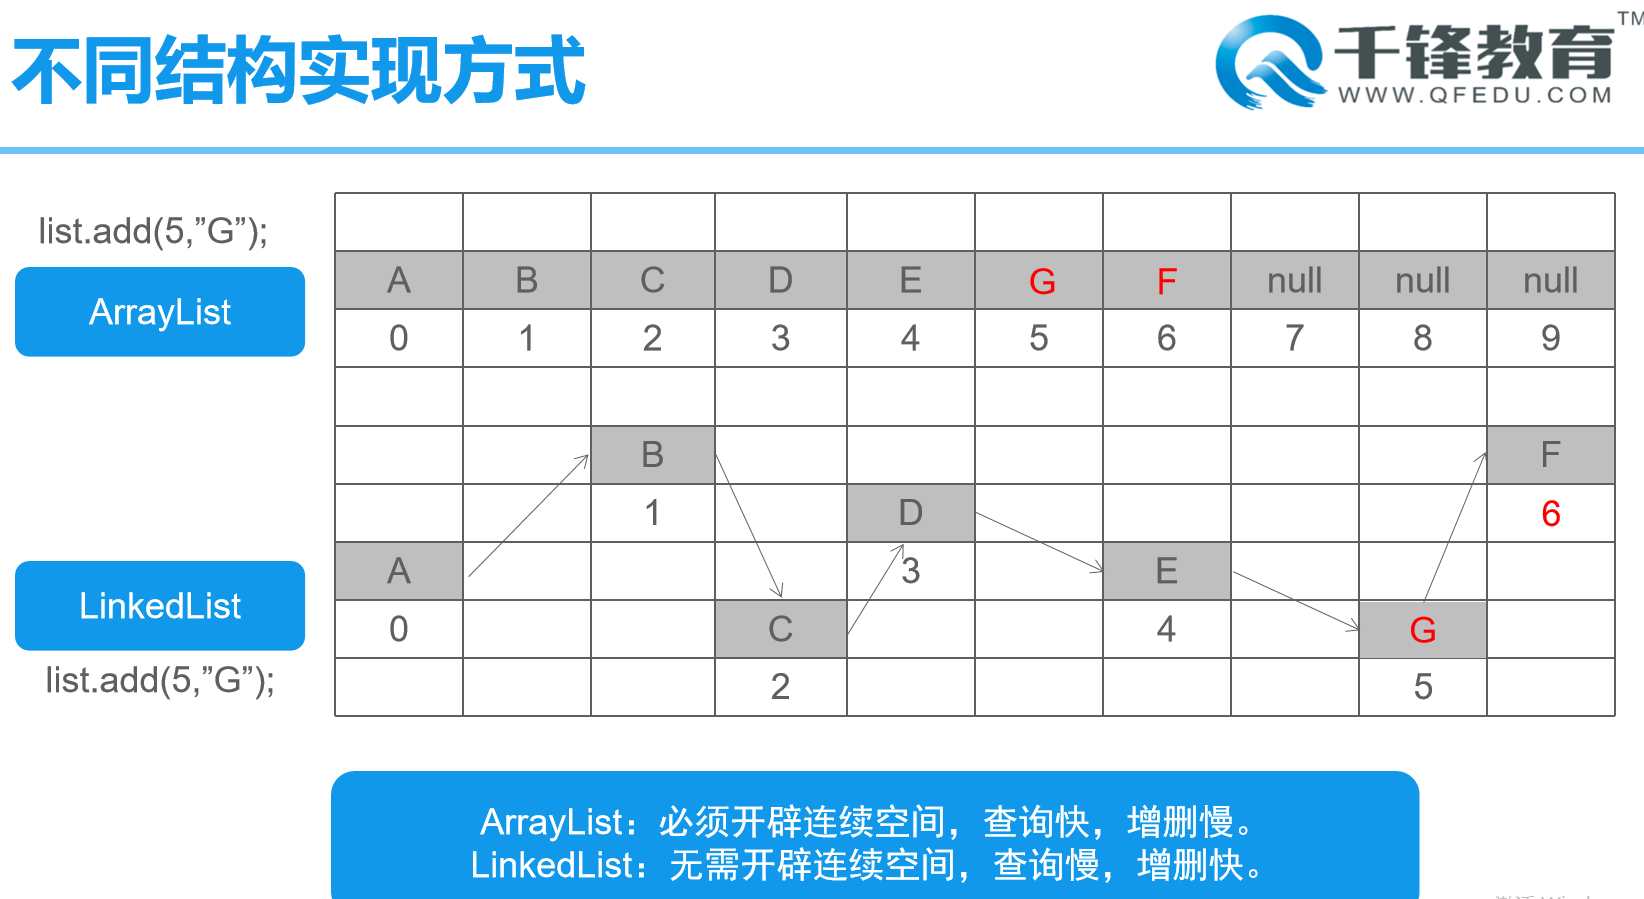 不同结构实现方式
千锋教育 TM
WWW.QFEDU.COM
list.add(5,”G”);
ArrayList
A B C D E G F null null null
0 1 2 3 4 5 6 7 8 9
B F
1 D 6
A 3 E
LinkedList
0 C 4 G
list.add(5,”G”);
2 5
ArrayList：必须开辟连续空间，查询快，增删慢。
LinkedList：无需开辟连续空间，查询慢，增删快。